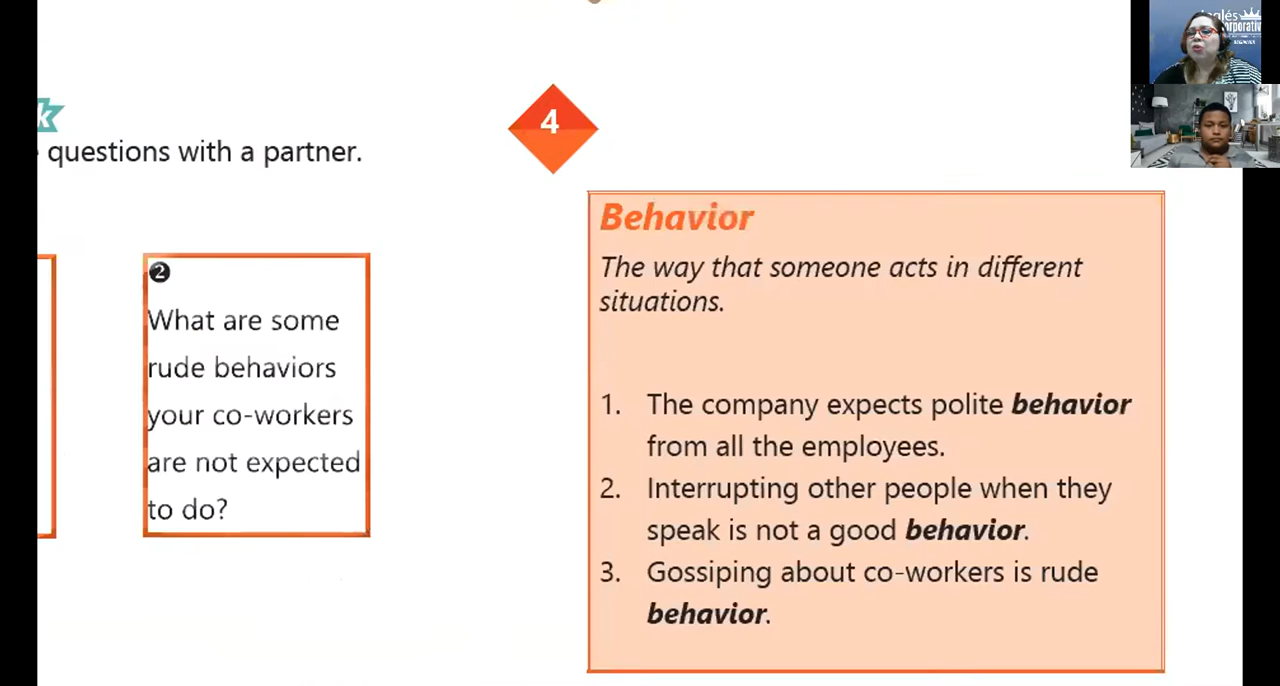 k
questions with a partner.
2
What are some
rude behaviors
your co-workers
are not expected
to do?
4
Behavior
The way that someone acts in different
situations.
1. The company expects polite behavior
from all the employees.
2. Interrupting other people when they
speak is not a good behavior.
3. Gossiping about co-workers is rude
behavior.
Inglés